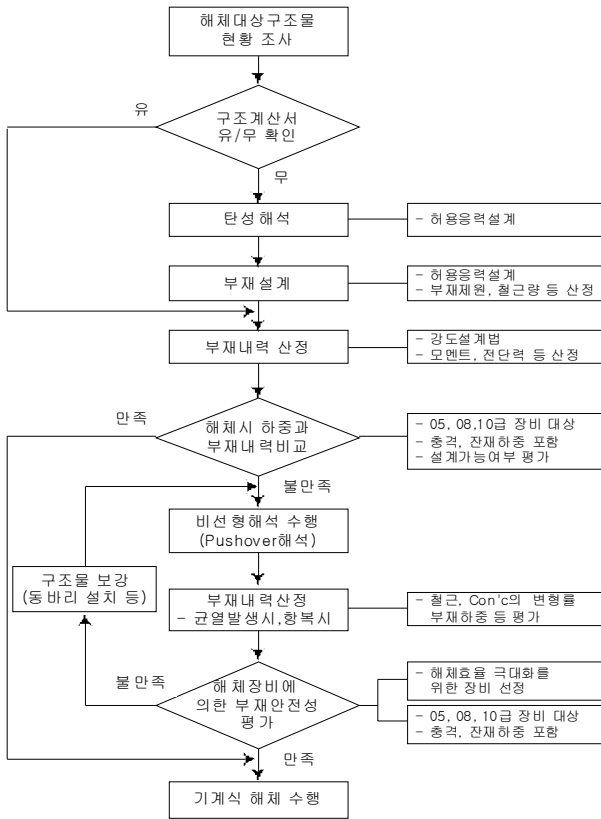 해체대상구조물
현황 조사
유
구조계산서
유/무 확인
무
탄성해석
- 허용응력설계
부재설계
- 허용응력설계
- 부재제원, 철근량 등 산정
부재내력 산정
- 강도설계법
- 모멘트, 전단력 등 산정
만족
해체시 하중과
부재내력비교
- 05, 08,10급 장비 대상
- 충격, 잔재하중 포함
- 설계가능여부 평가
불만족
비선형해석 수행
(Pushover해석)
구조물 보강
(동바리 설치 등)
부재내력산정
- 균열발생시,항복시
- 철근, Con'c의 변형률
부재하중 등 평가
불만족
해체장비에
의한 부재안전성
평가
- 해체효율 극대화를
위한 장비 선정
- 05, 08, 10급 장비 대상
- 충격, 잔재하중 포함
만족
기계식 해체 수행